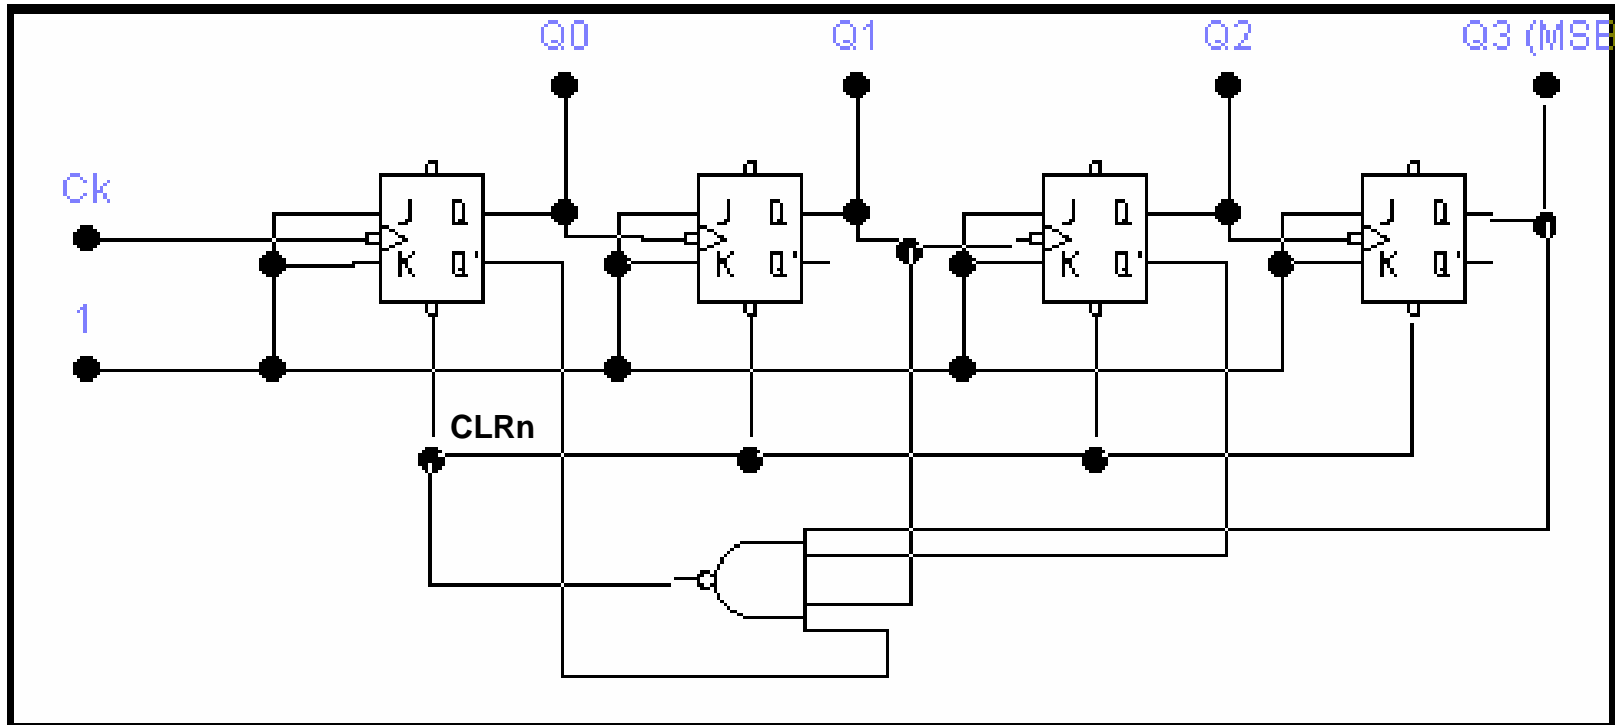 Q0 Q1 Q2 Q3 (MSB
Ck
J Q J Q J Q J Q
K Q' K Q' K Q' K Q'
1
CLRn